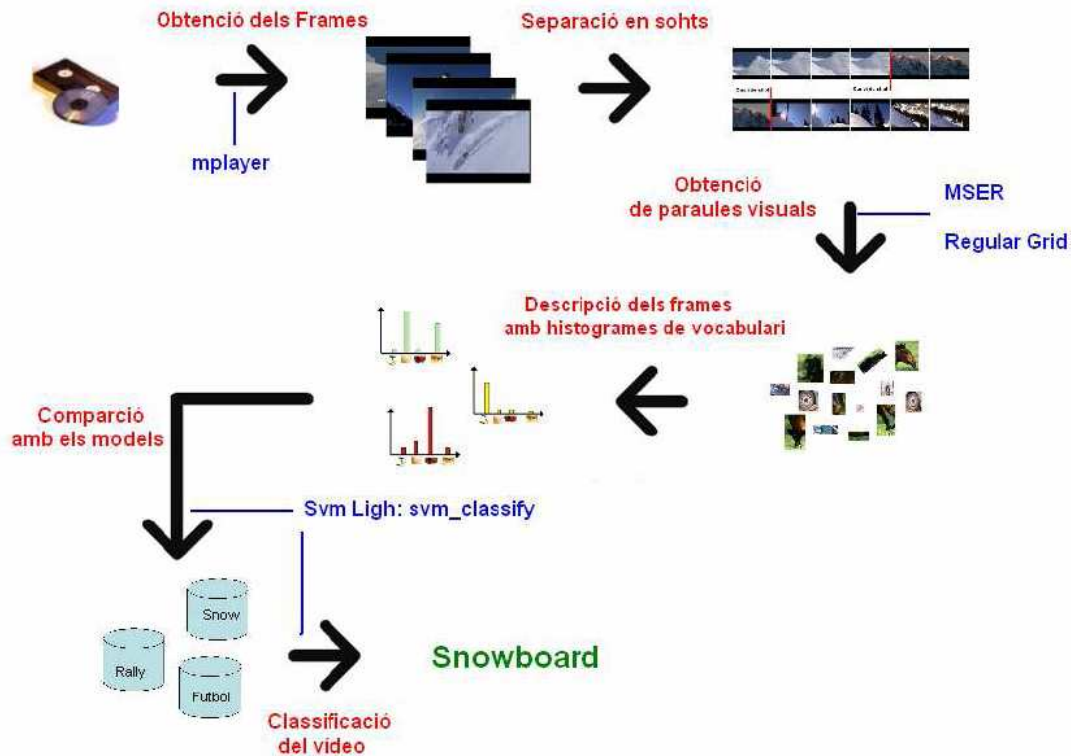 Obtenció dels Frames
Separació en sohts
mplayer
Obtenció
de paraules visuals
MSER
Regular Grid
Descripció dels frames
amb histogrames de vocabulari
Comparció
amb els models
Svm Ligh: svm_classify
Snow
Rally
Futbol
Snowboard
Classificació
del vídeo